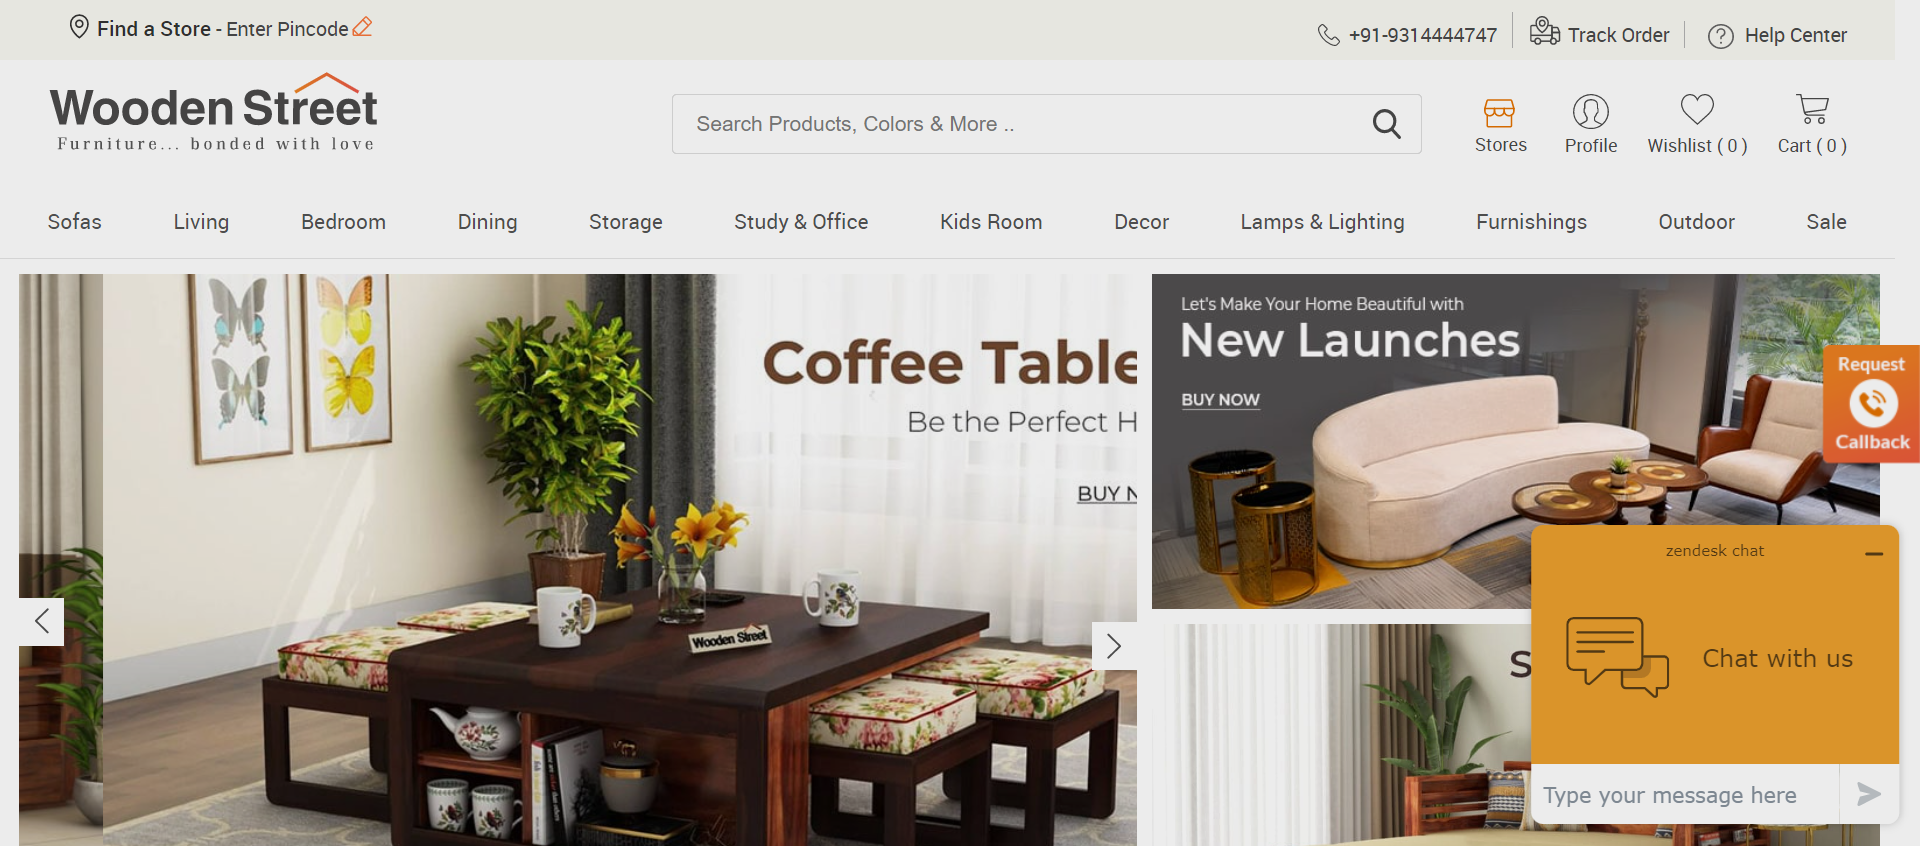 Find a Store - Enter Pincode
+91-9314444747
Track Order
Help Center
Wooden Street
Furniture... bonded with love
Search Products, Colors & More ..
Stores
Profile
Wishlist ( 0 )
Cart ( 0 )
Sofas
Living
Bedroom
Dining
Storage
Study & Office
Kids Room
Decor
Lamps & Lighting
Furnishings
Outdoor
Sale
Coffee Table
Be the Perfect H
BUY N
Wooden Street
Let's Make Your Home Beautiful with
New Launches
BUY NOW
Request
Callback
S
zendesk chat
Chat with us
Type your message here